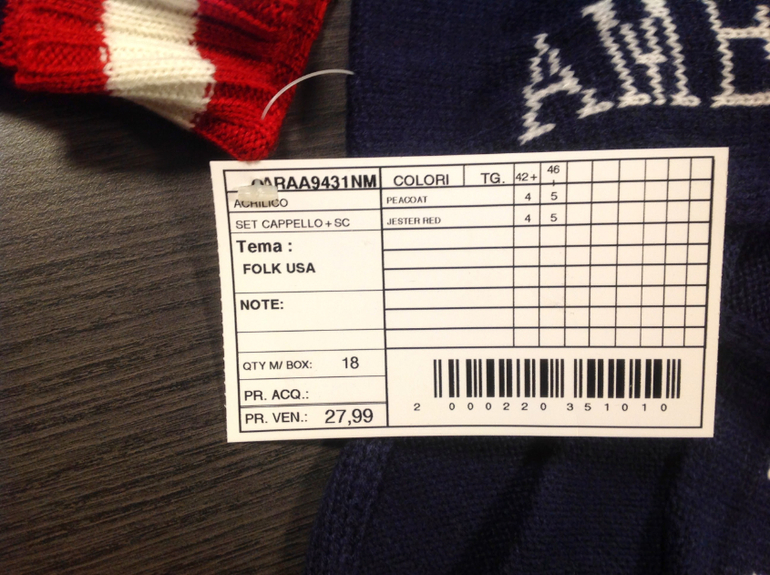 ARAA9431NM COLORI TG. 42+ 46+
ACRILICO PEACOAT 4 5
SET CAPPELLO + SC JESTER RED 4 5
Tema :
FOLK USA
NOTE:
QTY M/ BOX: 18
PR. ACQ.:
PR. VEN.: 27,99
2 000220 351010
AME